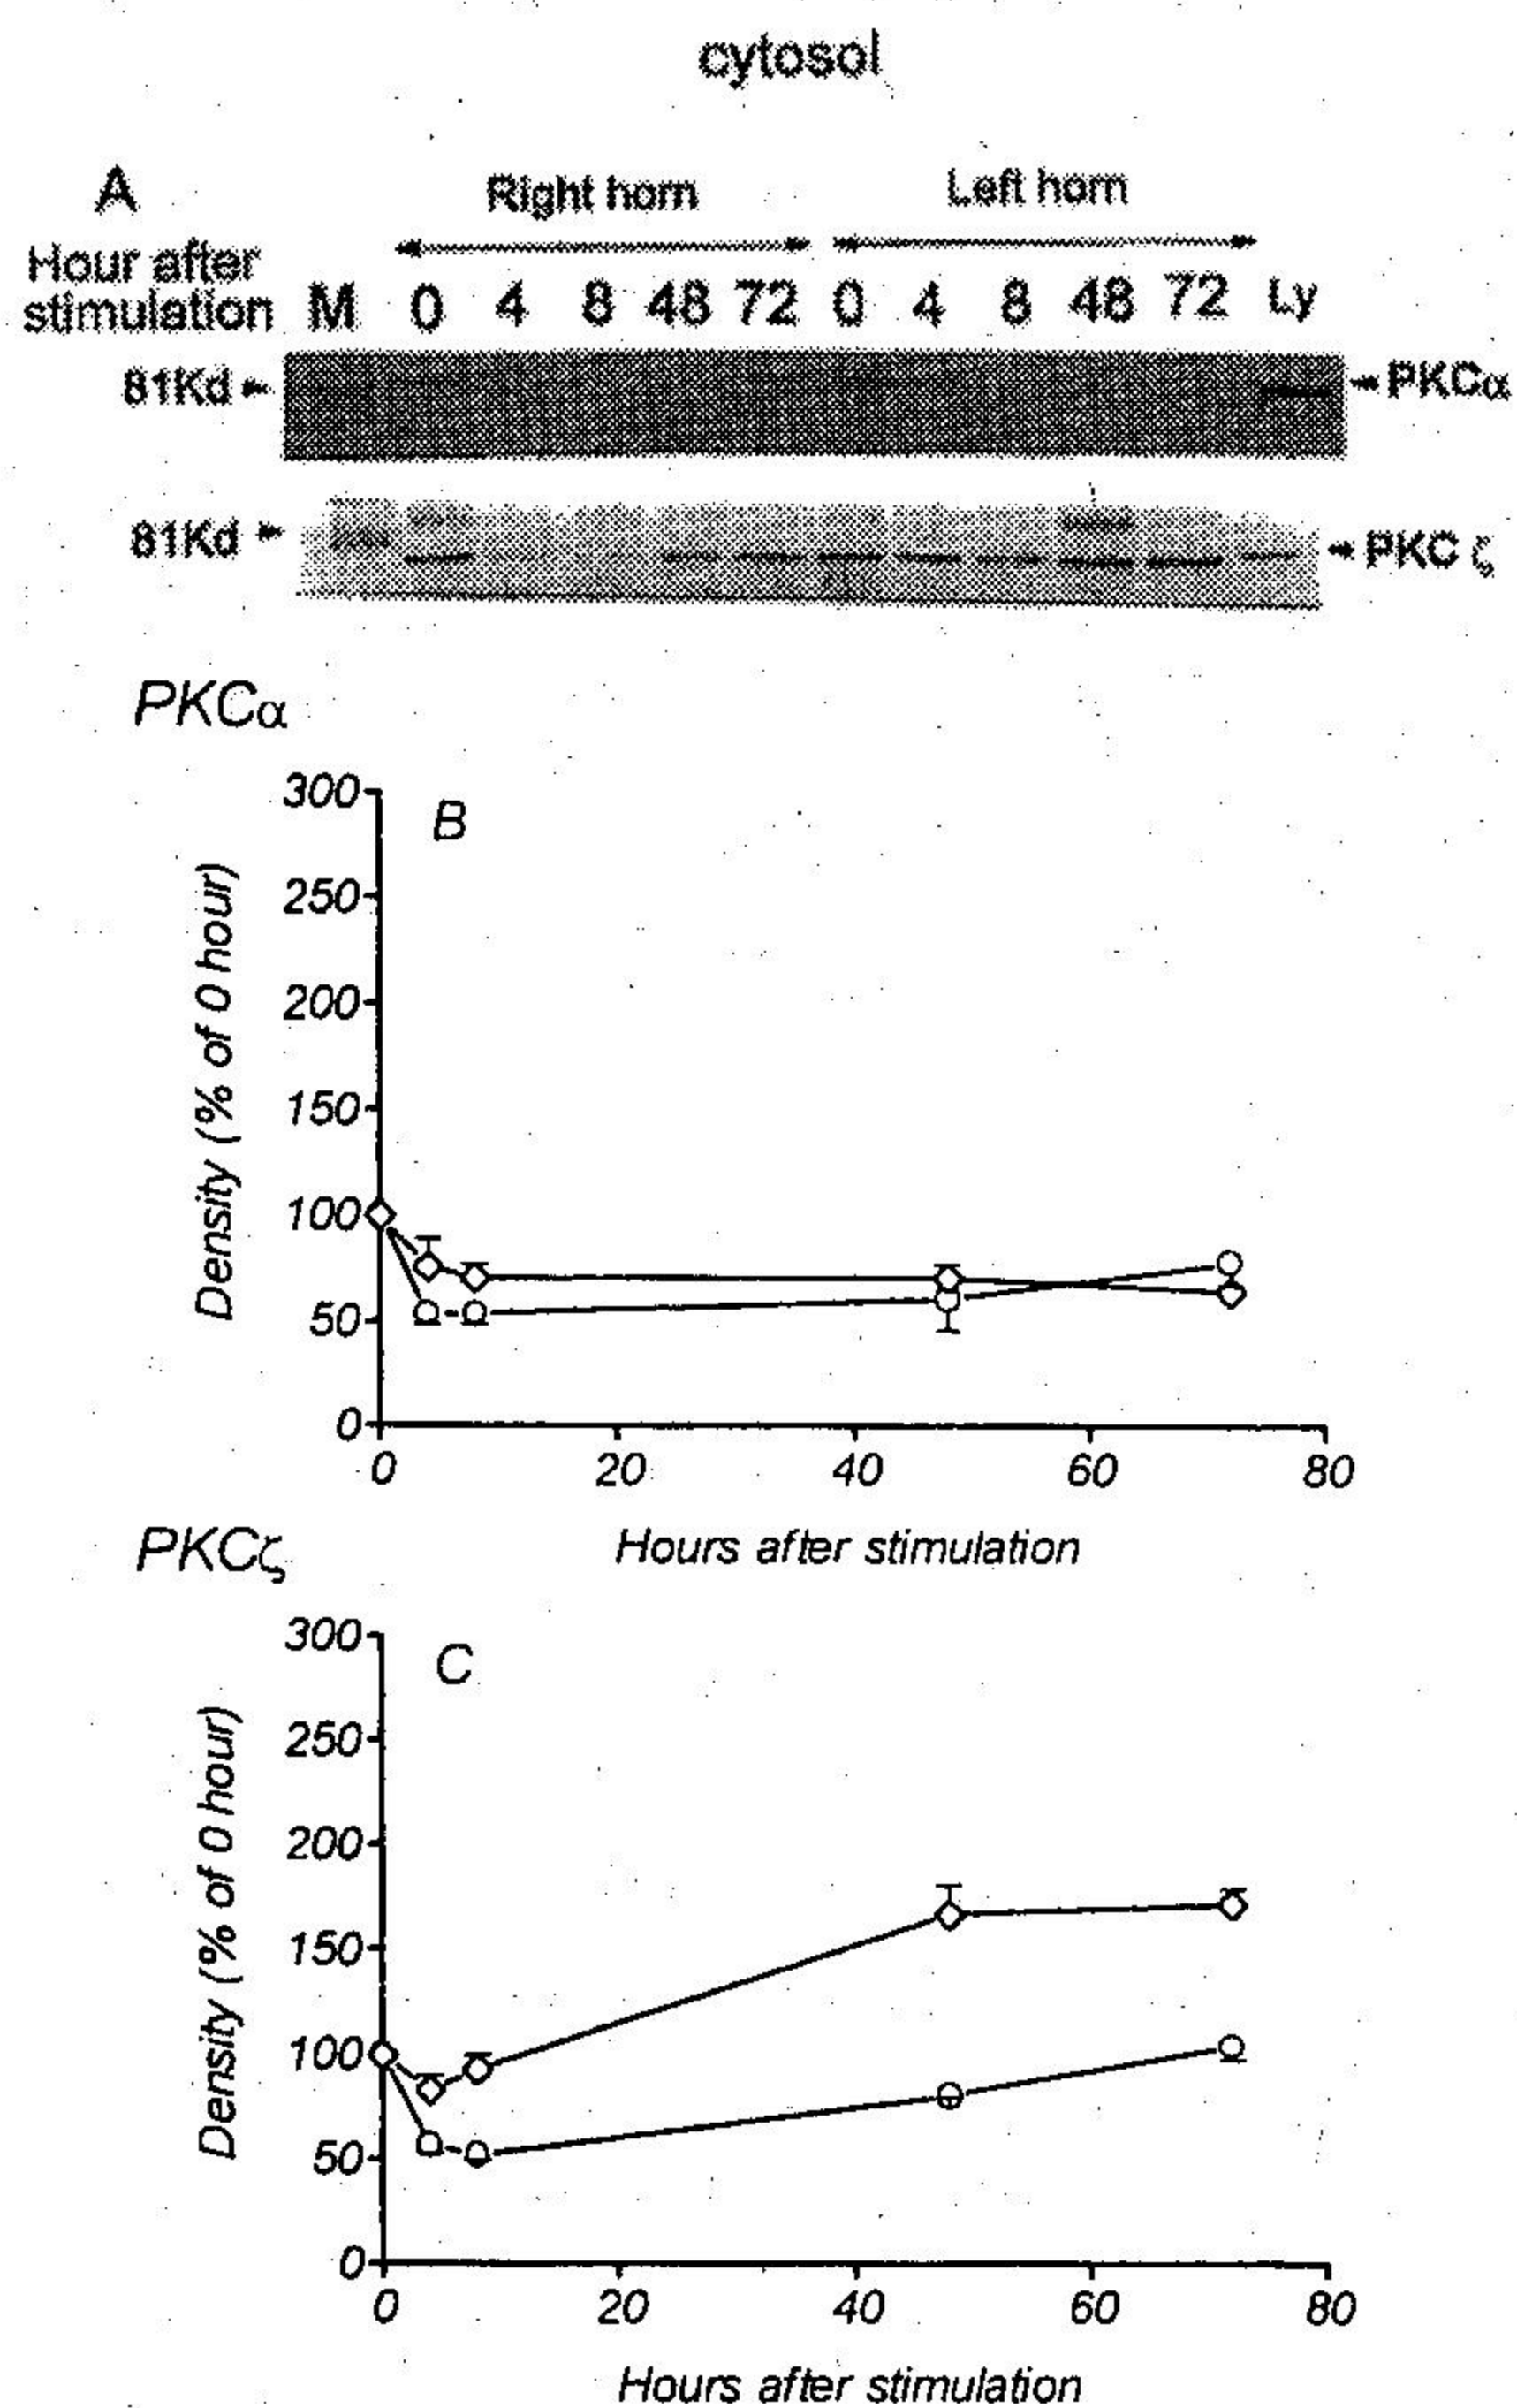 cytosol
A
Right horn
Left horn
Hour after
stimulation M 0 4 8 48 72 0 4 8 48 72 Ly
81Kd PKCα
81Kd PKC ζ
PKCα
B
300
250
200
150
100
50
0
Density (% of 0 hour)
0 20 40 60 80
Hours after stimulation
PKCζ
C
300
250
200
150
100
50
0
Density (% of 0 hour)
0 20 40 60 80
Hours after stimulation